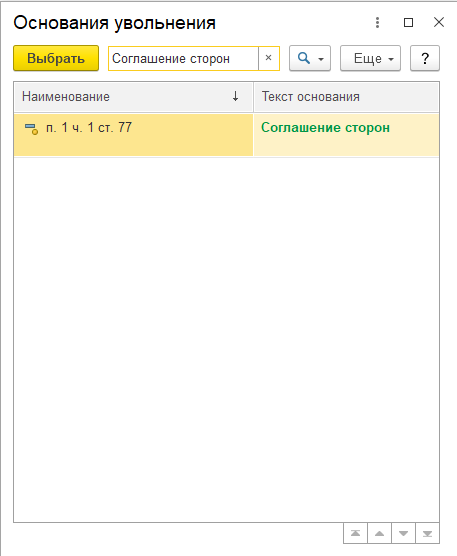 Основания увольнения
Выбрать
Соглашение сторон
×
Еще
?
Наименование ↓ Текст основания
п. 1 ч. 1 ст. 77 Соглашение сторон